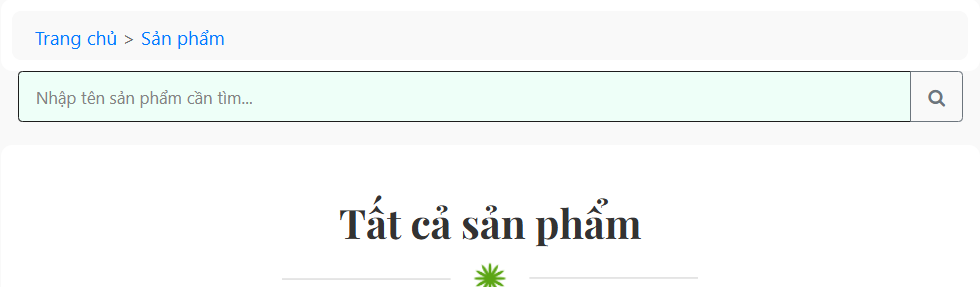 Trang chủ > Sản phẩm
Nhập tên sản phẩm cần tìm...
Tất cả sản phẩm